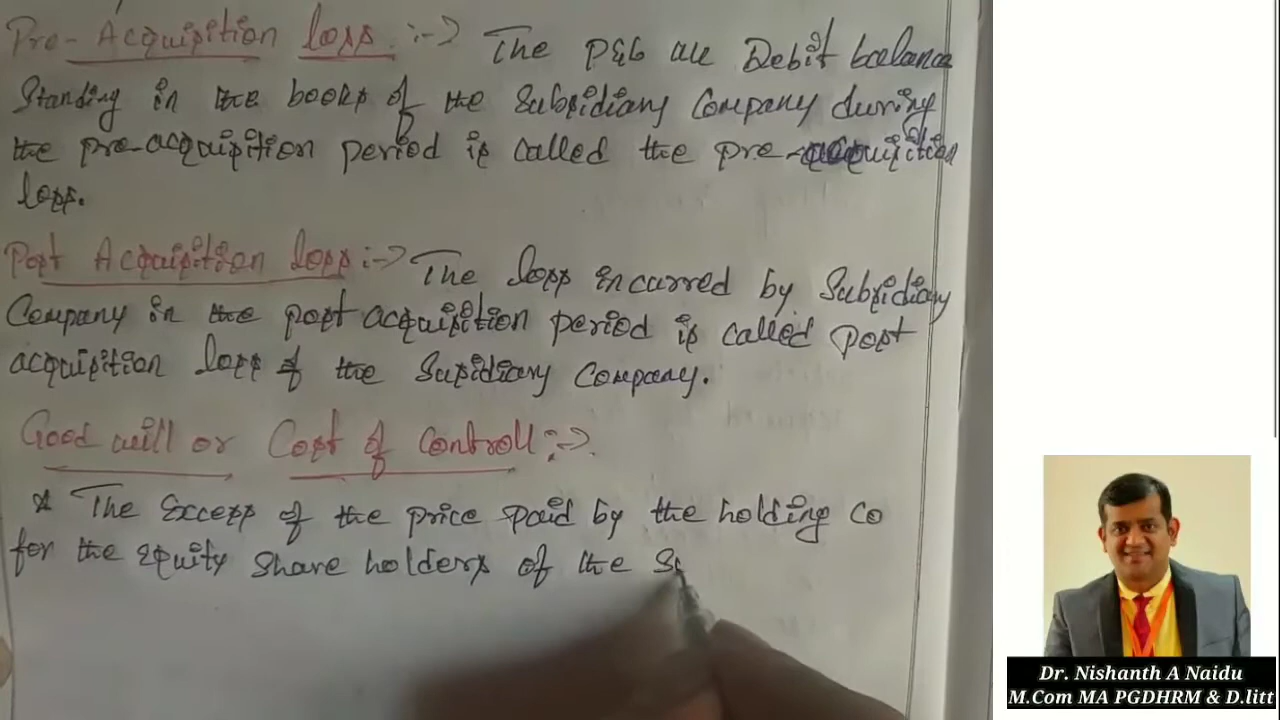 Pre-Acquisition loss :-> The P&L are Debit balance
Standing in the books of the Subsidiary Company during
the pre-acquisition period is called the pre-acquisition
loss.
Post Acquisition loss :-> The loss incurred by Subsidiary
Company in the post acquisition period is called Post
acquisition loss of the Supidiary Company.
Good will or Cost of Controll :->.
* The Excess of the price paid by the holding Co
for the Equity Share holders of the Su
Dr. Nishanth A Naidu
M.Com MA PGDHRM & D.litt